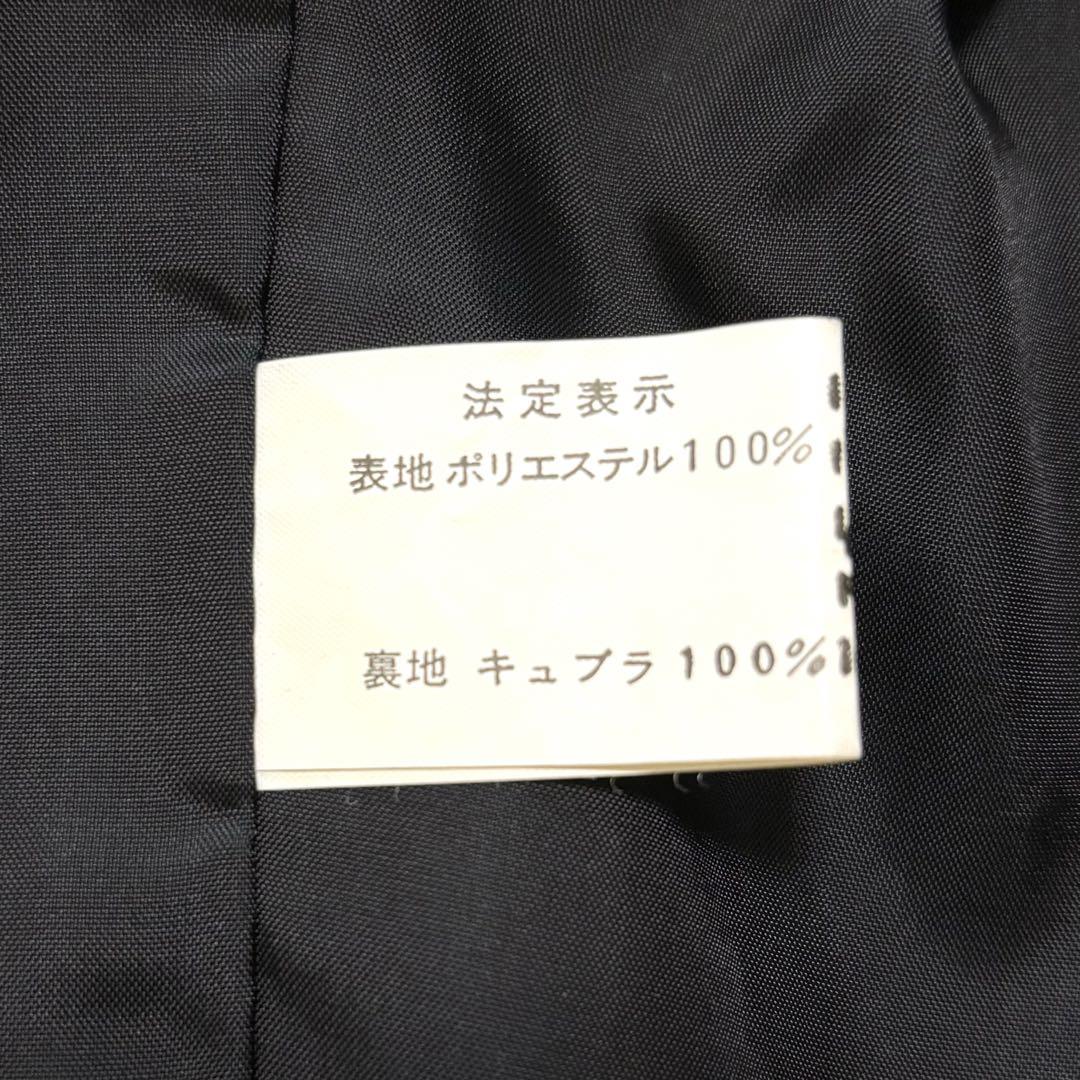 法定表示
表地 ポリエステル100%
裏地 キュプラ 100%